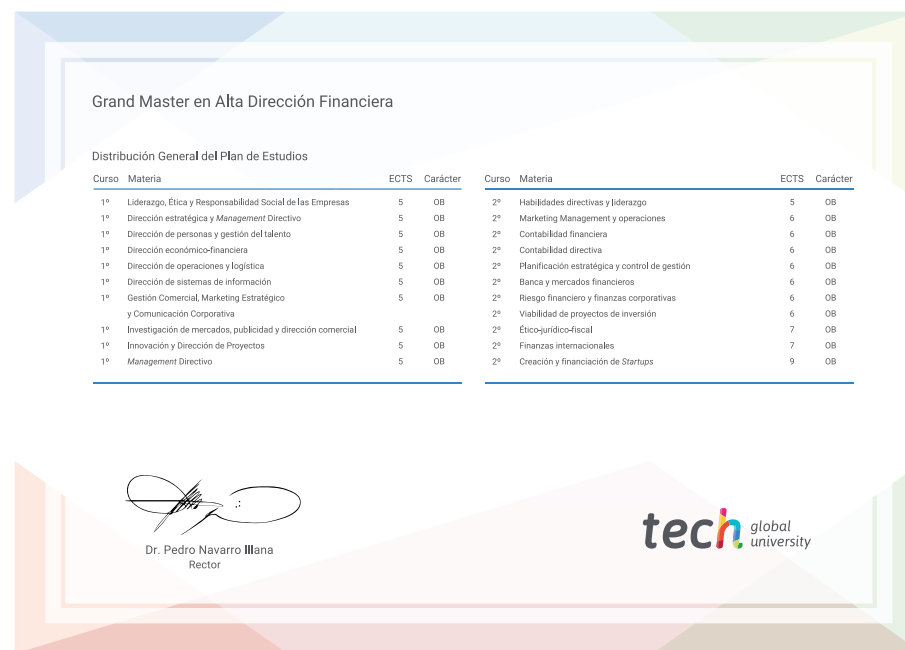 Grand Master en Alta Dirección Financiera
Distribución General del Plan de Estudios
Curso Materia ECTS Carácter
1º Liderazgo, Ética y Responsabilidad Social de las Empresas 5 OB
1º Dirección estratégica y Management Directivo 5 OB
1º Dirección de personas y gestión del talento 5 OB
1º Dirección económico-financiera 5 OB
1º Dirección de operaciones y logística 5 OB
1º Dirección de sistemas de información 5 OB
1º Gestión Comercial, Marketing Estratégico 5 OB
y Comunicación Corporativa
1º Investigación de mercados, publicidad y dirección comercial 5 OB
1º Innovación y Dirección de Proyectos 5 OB
1º Management Directivo 5 OB
Curso Materia ECTS Carácter
2º Habilidades directivas y liderazgo 5 OB
2º Marketing Management y operaciones 6 OB
2º Contabilidad financiera 6 OB
2º Contabilidad directiva 6 OB
2º Planificación estratégica y control de gestión 6 OB
2º Banca y mercados financieros 6 OB
2º Riesgo financiero y finanzas corporativas 6 OB
2º Viabilidad de proyectos de inversión 6 OB
2º Ético-jurídico-fiscal 7 OB
2º Finanzas internacionales 7 OB
2º Creación y financiación de Startups 9 OB
Dr. Pedro Navarro Illana
Rector
tech global
university